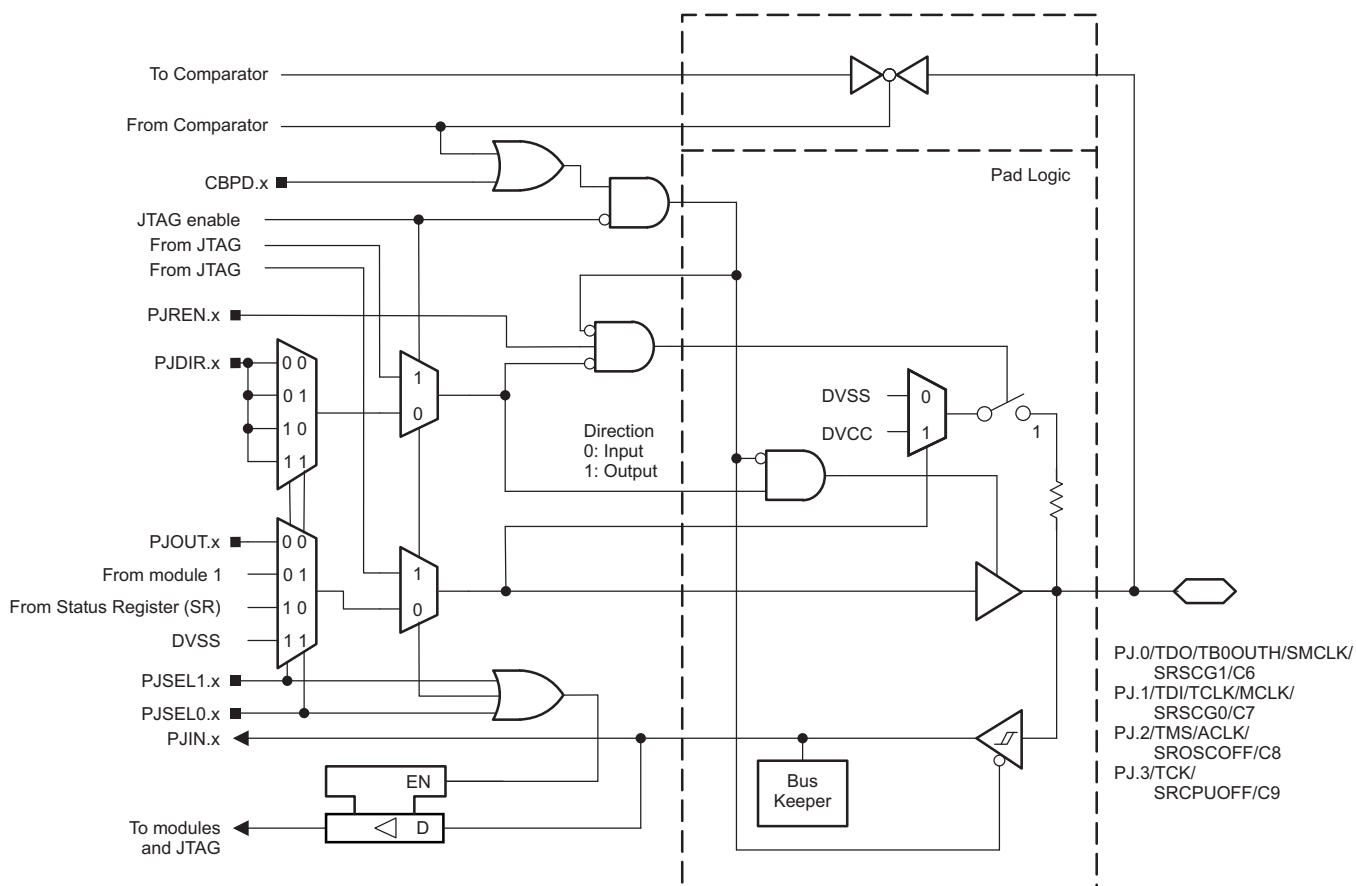 To Comparator
From Comparator
Pad Logic
CBPD.x
JTAG enable
From JTAG
From JTAG
PJREN.x
PJDIR.x
0 0
0 1
1 0
1 1
1
0
DVSS
DVCC
0
1
1
Direction
0: Input
1: Output
PJOUT.x
From module 1
From Status Register (SR)
DVSS
0 0
0 1
1 0
1 1
1
0
PJSEL1.x
PJSEL0.x
PJIN.x
EN
D
To modules
and JTAG
Bus
Keeper
PJ.0/TDO/TB0OUTH/SMCLK/
SRSCG1/C6
PJ.1/TDI/TCLK/MCLK/
SRSCG0/C7
PJ.2/TMS/ACLK/
SROSCOFF/C8
PJ.3/TCK/
SRCPUOFF/C9